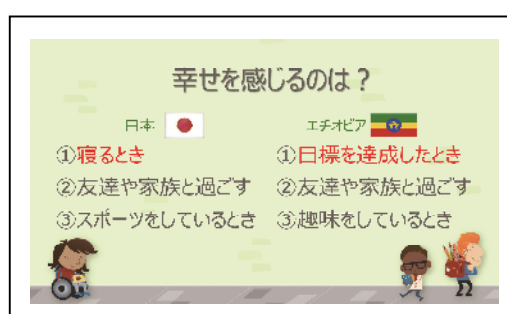 幸せを感じるのは？
日本
①寝るとき
②友達や家族と過ごす
③スポーツをしているとき
エチオピア
①目標を達成したとき
②友達や家族と過ごす
③趣味をしているとき